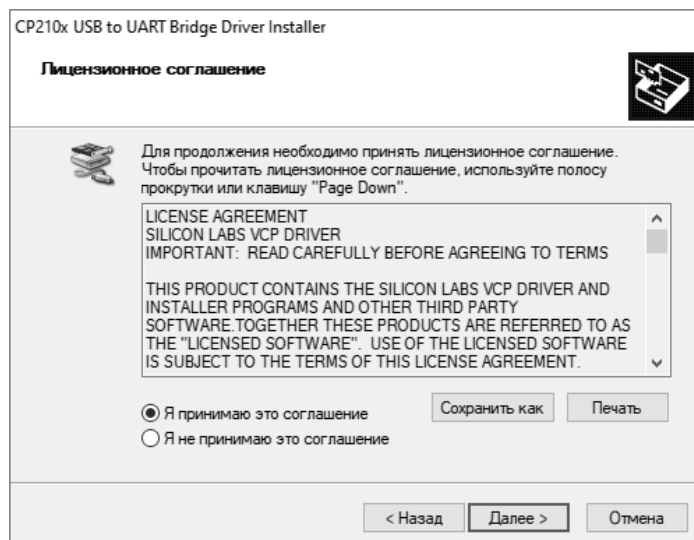 CP210x USB to UART Bridge Driver Installer
Лицензионное соглашение
Для продолжения необходимо принять лицензионное соглашение.
Чтобы прочитать лицензионное соглашение, используйте полосу
прокрутки или клавишу "Page Down".
LICENSE AGREEMENT
SILICON LABS VCP DRIVER
IMPORTANT:  READ CAREFULLY BEFORE AGREEING TO TERMS
THIS PRODUCT CONTAINS THE SILICON LABS VCP DRIVER AND
INSTALLER PROGRAMS AND OTHER THIRD PARTY
SOFTWARE.TOGETHER THESE PRODUCTS ARE REFERRED TO AS
THE "LICENSED SOFTWARE".  USE OF THE LICENSED SOFTWARE
IS SUBJECT TO THE TERMS OF THIS LICENSE AGREEMENT.
Я принимаю это соглашение
Сохранить как
Печать
Я не принимаю это соглашение
< Назад
Далее >
Отмена